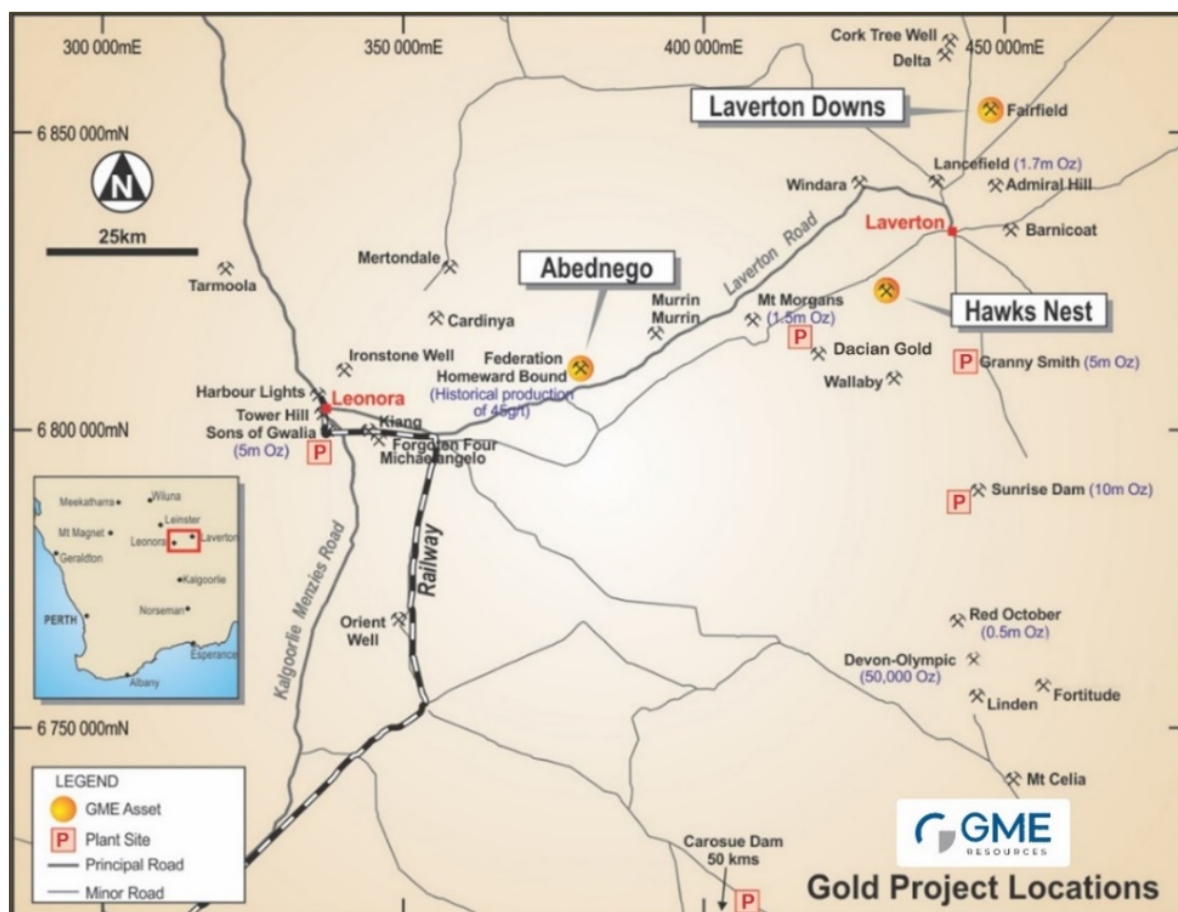 300 000mE
350 000mE
400 000mE
450 000mE
Cork Tree Well
Delta
Laverton Downs
Fairfield
6 850 000mN
N
25km
Lancefield (1.7m Oz)
Windara
Admiral Hill
Laverton
Barnicoat
Mertondale
Abednego
Laverton Road
Tarmoola
Murrin
Murrin
Mt Morgans
(1.5m Oz)
Hawks Nest
Cardinya
Ironstone Well
Federation
Homeward Bound
(Historical production
of 45g/t)
P
Dacian Gold
P
Granny Smith (5m Oz)
Wallaby
Harbour Lights
Leonora
Tower Hill
Sons of Gwalia
(5m Oz)
P
6 800 000mN
Kiang
Forgoten Four
Michaelangelo
P
Sunrise Dam (10m Oz)
Meekatharra
Wiluna
Leinster
Mt Magnet
Leonora
Laverton
Geraldton
Kalgoorlie
Norseman
PERTH
Esperance
Albany
Kalgoorlie Menzies Road
Railway
Orient
Well
Red October
(0.5m Oz)
Devon-Olympic
(50,000 Oz)
Linden
Fortitude
6 750 000mN
Mt Celia
LEGEND
GME Asset
P
Plant Site
Principal Road
Minor Road
Carosue Dam
50 kms
P
GME
RESOURCES
Gold Project Locations